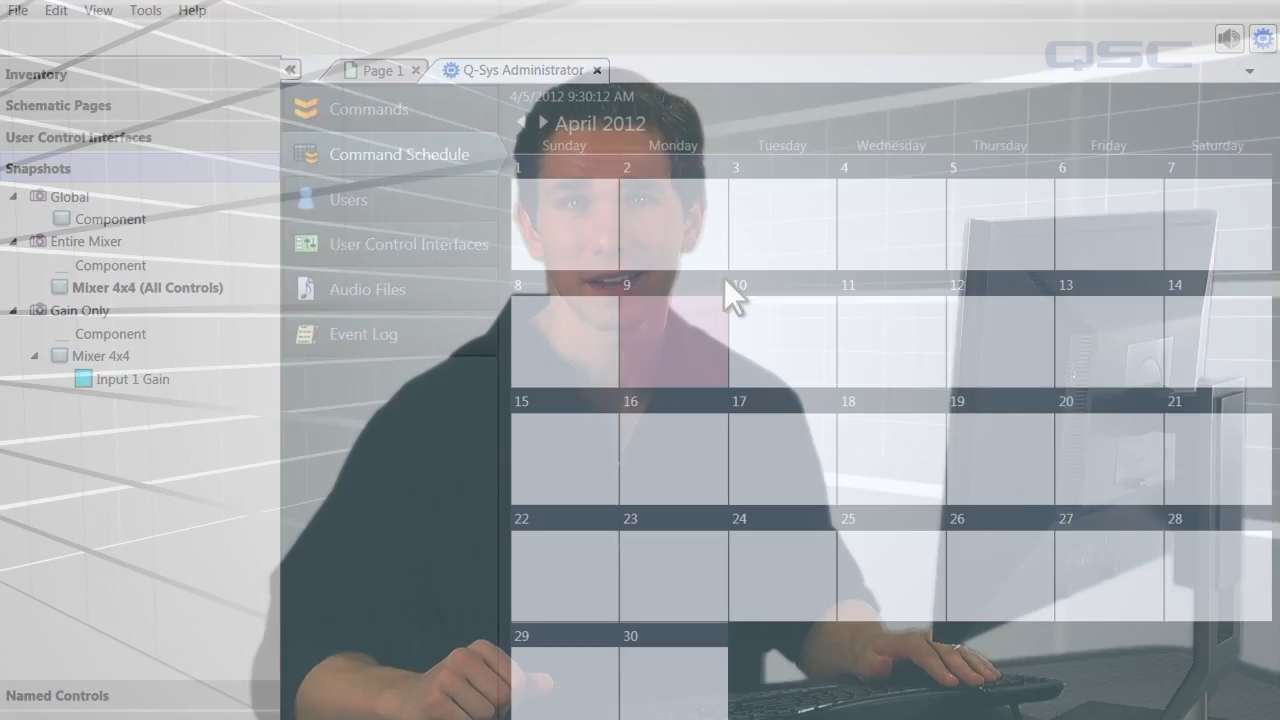 File Edit View Tools Help
QSC
Inventory
Schematic Pages
User Control Interfaces
Snapshots
Global
Component
Entire Mixer
Component
Mixer 4x4 (All Controls)
Gain Only
Component
Mixer 4x4
Input 1 Gain
Named Controls
Page 1
Q-Sys Administrator
Commands
Command Schedule
Users
User Control Interfaces
Audio Files
Event Log
4/5/2012 9:30:12 AM
April 2012
Sunday Monday Tuesday Wednesday Thursday Friday Saturday
1 2 3 4 5 6 7
8 9 10 11 12 13 14
15 16 17 18 19 20 21
22 23 24 25 26 27 28
29 30